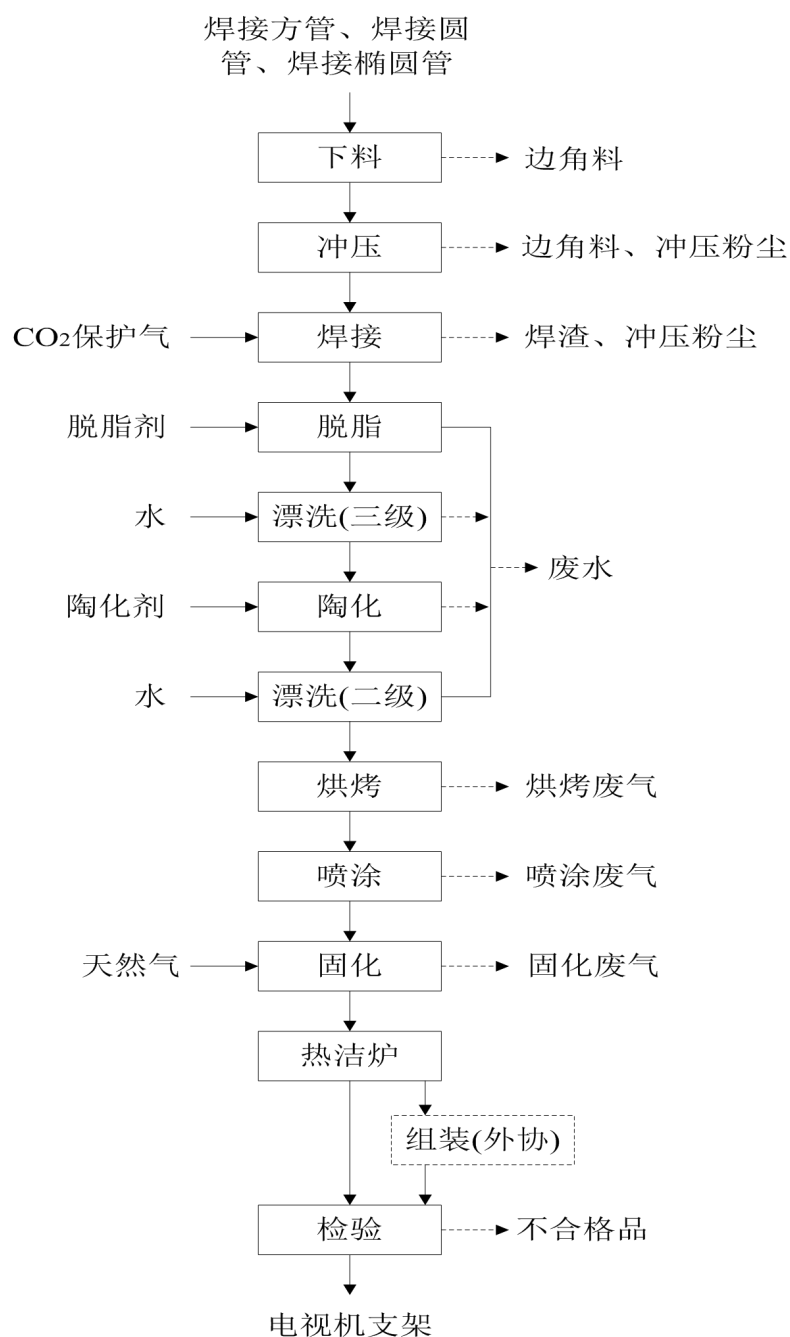 焊接方管、焊接圆
管、焊接椭圆管
下料
边角料
冲压
边角料、冲压粉尘
CO₂保护气
焊接
焊渣、冲压粉尘
脱脂剂
脱脂
水
漂洗(三级)
废水
陶化剂
陶化
水
漂洗(二级)
烘烤
烘烤废气
喷涂
喷涂废气
天然气
固化
固化废气
热洁炉
组装(外协)
检验
不合格品
电视机支架